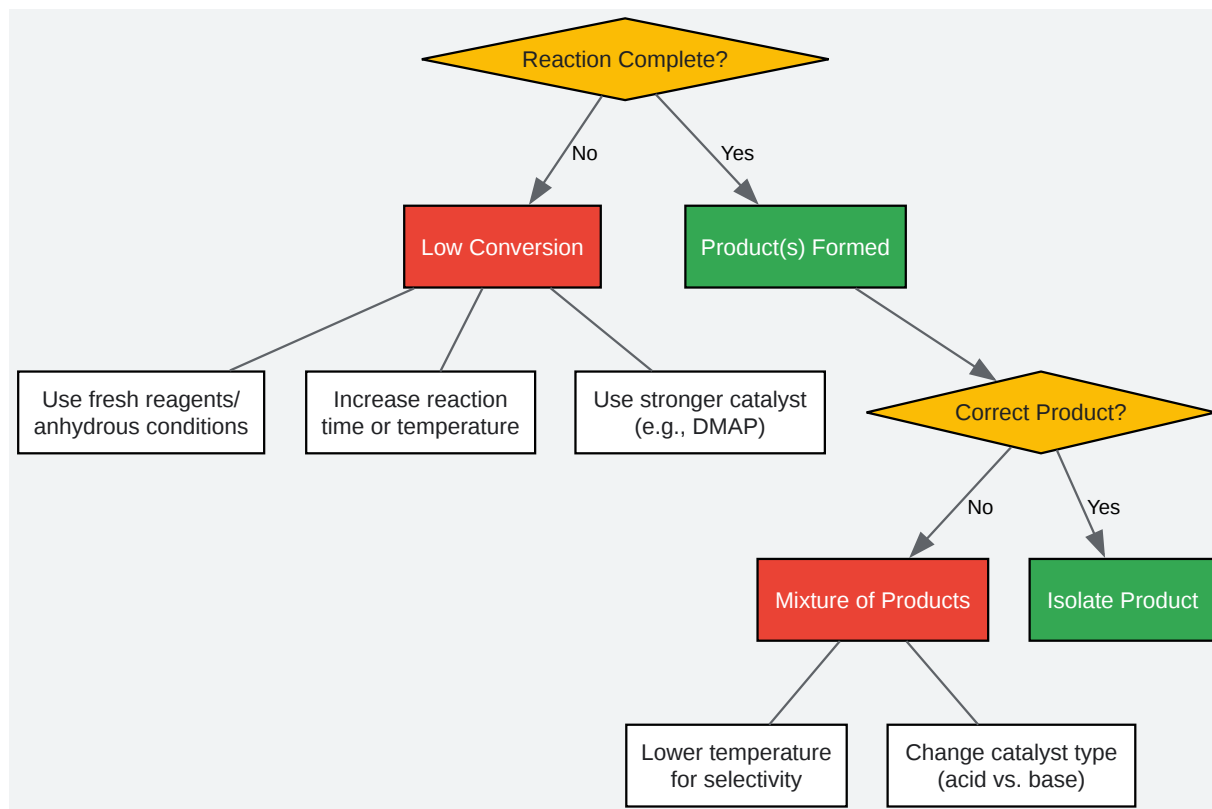 Reaction Complete?
No
Yes
Low Conversion
Product(s) Formed
Use fresh reagents/
anhydrous conditions
Increase reaction
time or temperature
Use stronger catalyst
(e.g., DMAP)
Correct Product?
No
Yes
Mixture of Products
Isolate Product
Lower temperature
for selectivity
Change catalyst type
(acid vs. base)